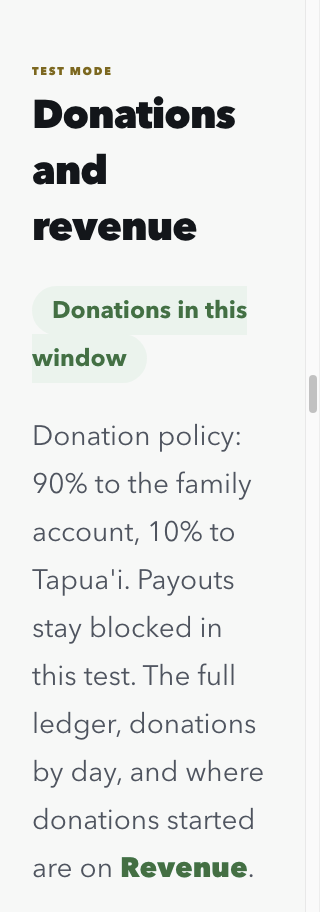 TEST MODE
Donations
and
revenue
Donations in this
window
Donation policy:
90% to the family
account, 10% to
Tapua'i. Payouts
stay blocked in
this test. The full
ledger, donations
by day, and where
donations started
are on Revenue.